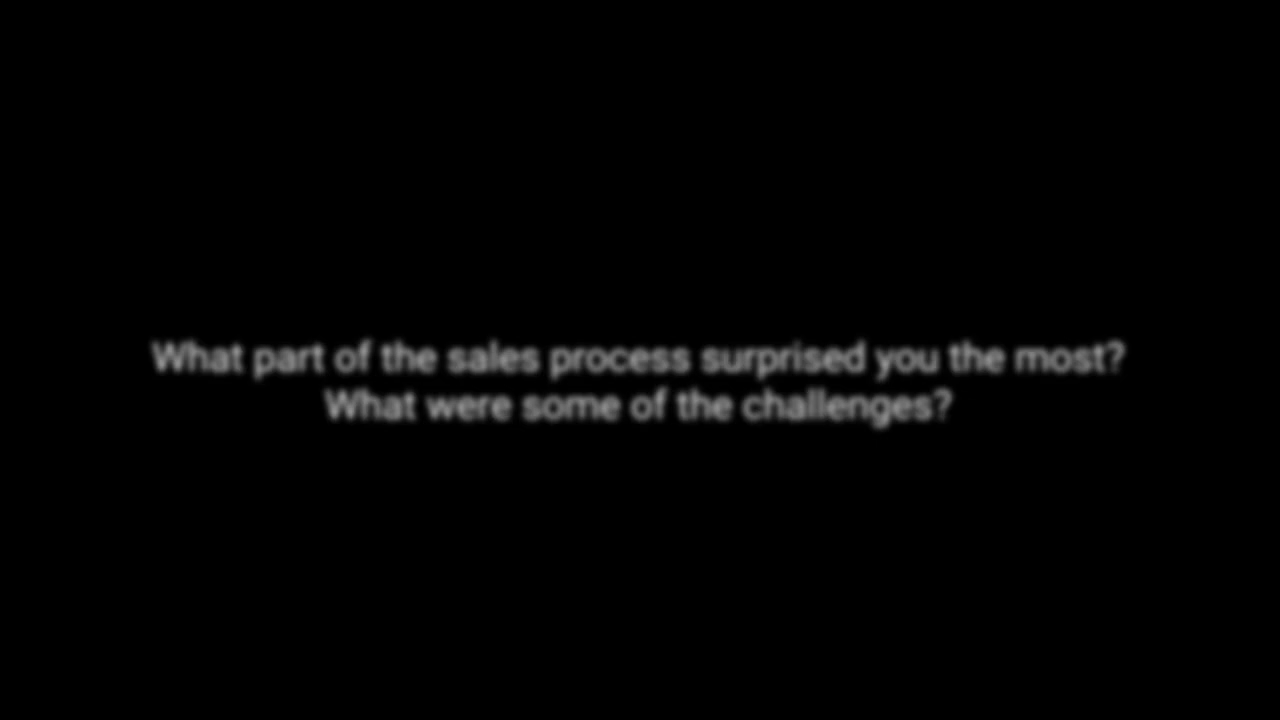 What part of the sales process surprised you the most?
What were some of the challenges?